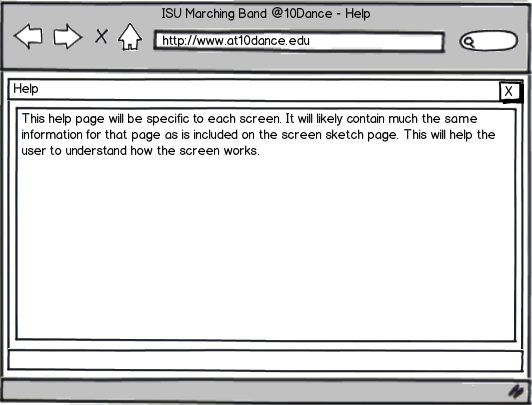 ISU Marching Band @10Dance - Help
X
http://www.at10dance.edu
Help
X
This help page will be specific to each screen. It will likely contain much the same
information for that page as is included on the screen sketch page. This will help the
user to understand how the screen works.